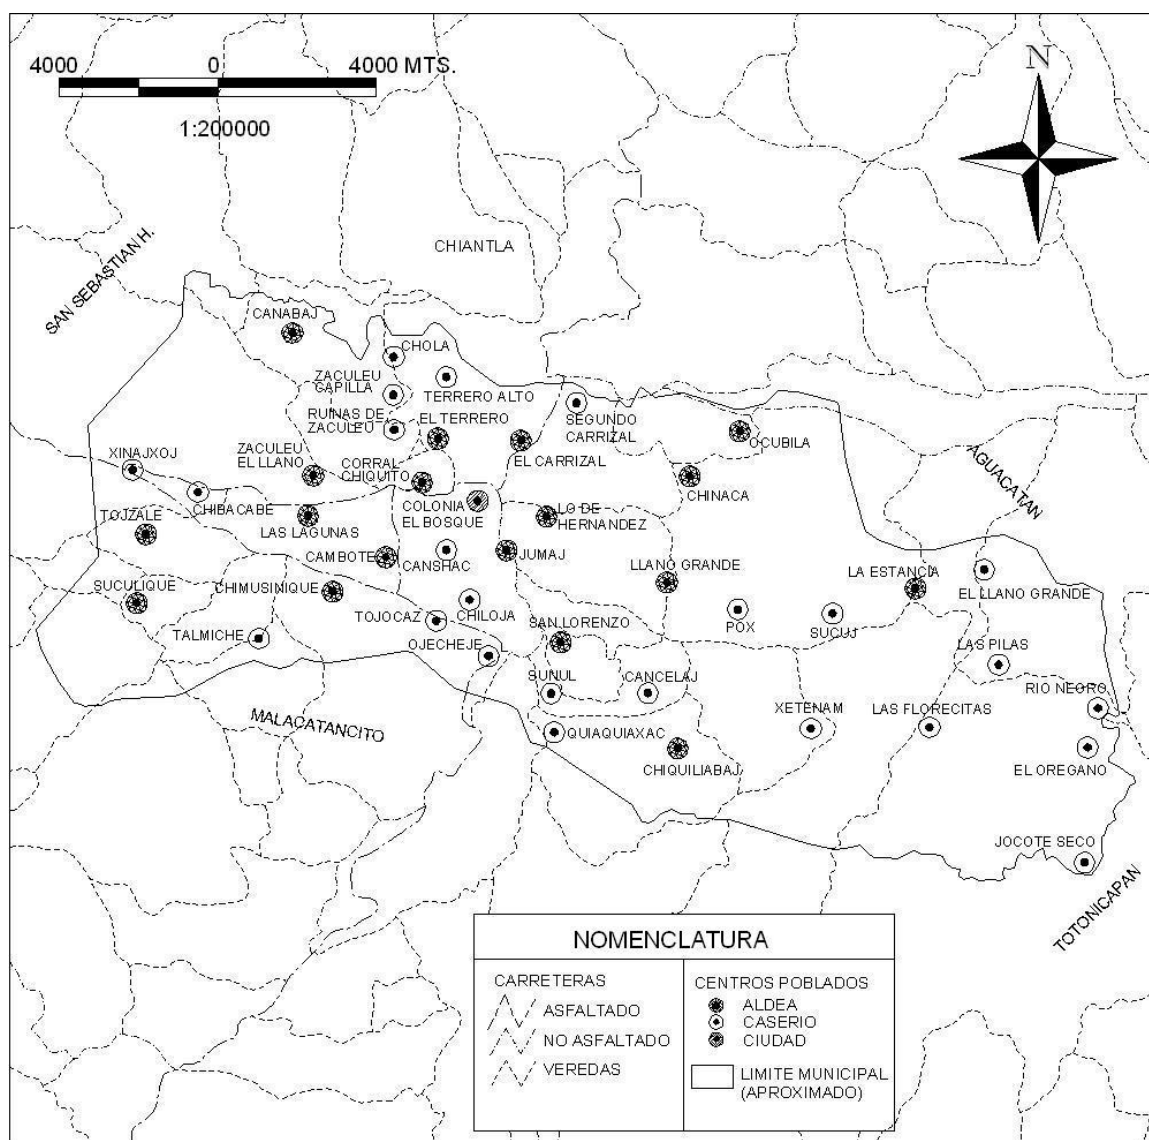 4000 0 4000 MTS.
1:200000
N
SAN SEBASTIAN H.
CHIANTLA
CANABAJ
CHOLA
ZACULEU
CAPILLA
TERRERO ALTO
RUINAS DE
ZACULEU
EL TERRERO
SEGUNDO
CARRIZAL
OCUBILA
XINAJXOJ
ZACULEU
EL LLANO
CORRAL
CHIQUITO
EL CARRIZAL
AGUACATAN
CHINACA
CHIBACABE
TOJZALE
LAS LAGUNAS
COLONIA
EL BOSQUE
LO DE
HERNANDEZ
CAMBOTE
CANSHAC
JUMAJ
LLANO GRANDE
LA ESTANCIA
SUCULIQUE
CHIMUSINIQUE
EL LLANO GRANDE
TALMICHE
TOJOCAZ
CHILOJA
SAN LORENZO
POX
SUCUJ
OJECHEJE
LAS PILAS
SUNUL
CANCELAJ
RIO NEGRO
MALACATANCITO
XETENAM
LAS FLORECITAS
QUIAQUIAXAC
CHIQUILIABAJ
EL OREGANO
JOCOTE SECO
TOTONICAPAN
NOMENCLATURA
CARRETERAS
ASFALTADO
NO ASFALTADO
VEREDAS
CENTROS POBLADOS
ALDEA
CASERIO
CIUDAD
LIMITE MUNICIPAL
(APROXIMADO)